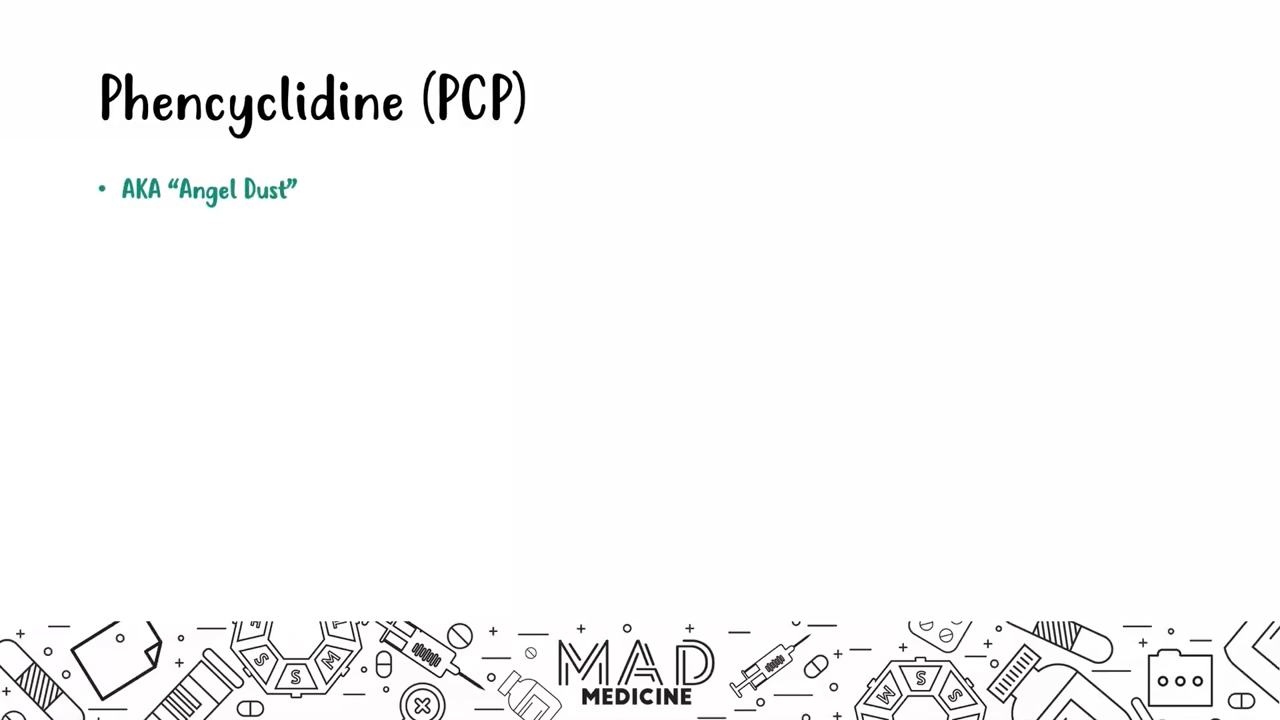 Phencyclidine (PCP)
• AKA “Angel Dust”
S S M
MAD
MEDICINE
M S S